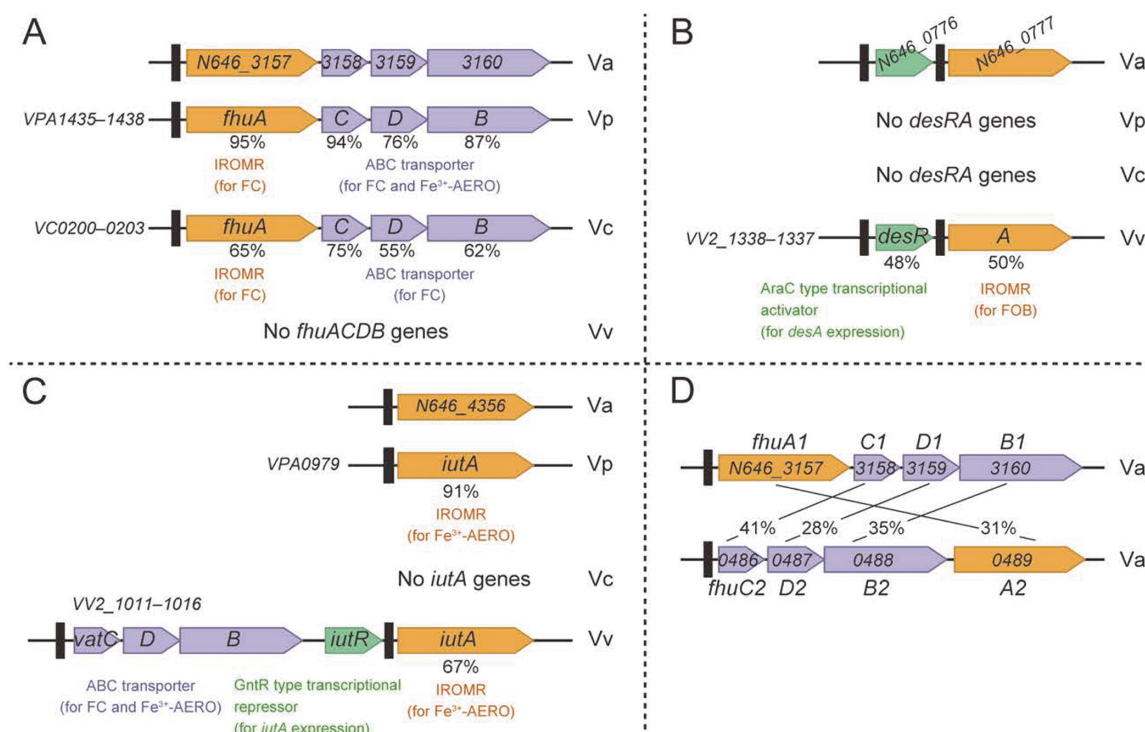 A
N646_3157 3158 3159 3160 Va
VPA1435–1438 fhuA C D B Vp
95% 94% 76% 87%
IROMR ABC transporter
(for FC) (for FC and Fe³⁺-AERO)
VC0200–0203 fhuA C D B Vc
65% 75% 55% 62%
IROMR ABC transporter
(for FC) (for FC)
No fhuACDB genes Vv
B
N646_0776 N646_0777 Va
No desRA genes Vp
No desRA genes Vc
VV2_1338–1337 desR A Vv
48% 50%
AraC type transcriptional IROMR
activator (for FOB)
(for desA expression)
C
N646_4356 Va
VPA0979 iutA Vp
91%
IROMR
(for Fe³⁺-AERO)
No iutA genes Vc
VV2_1011–1016
vatC D B iutR iutA Vv
67%
ABC transporter GntR type transcriptional IROMR
(for FC and Fe³⁺-AERO) repressor (for Fe³⁺-AERO)
(for iutA expression)
D
fhuA1 C1 D1 B1
N646_3157 3158 3159 3160 Va
41% 28% 35% 31%
0486 0487 0488 0489 Va
fhuC2 D2 B2 A2